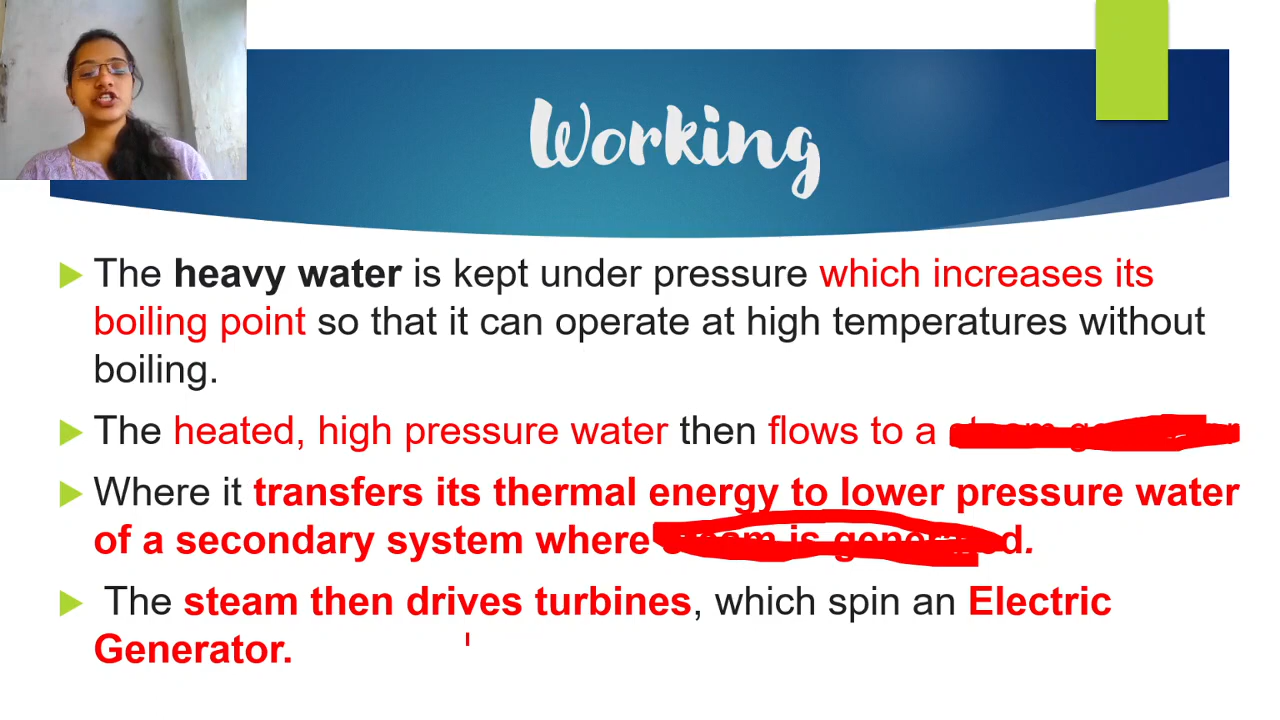 Working
The heavy water is kept under pressure which increases its
boiling point so that it can operate at high temperatures without
boiling.
The heated, high pressure water then flows to a steam generator
Where it transfers its thermal energy to lower pressure water
of a secondary system where steam is generated.
The steam then drives turbines, which spin an Electric
Generator.